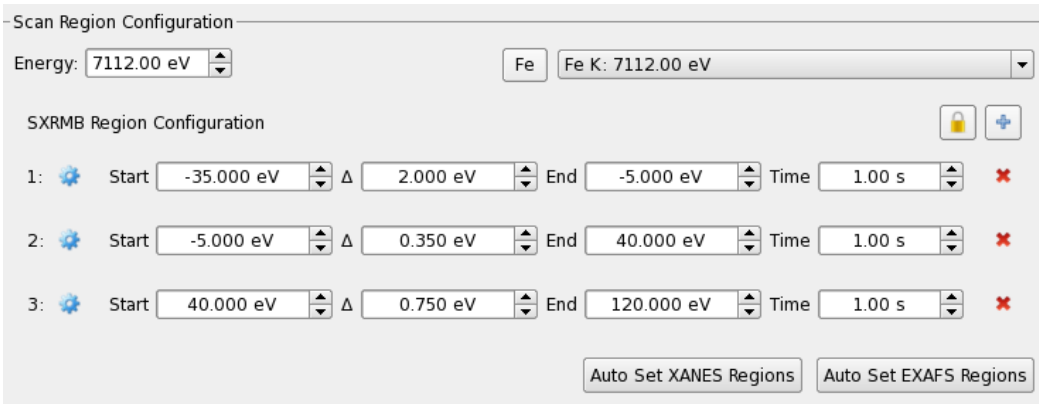 Scan Region Configuration
Energy: 7112.00 eV Fe Fe K: 7112.00 eV
SXRMB Region Configuration
1: Start -35.000 eV Δ 2.000 eV End -5.000 eV Time 1.00 s
2: Start -5.000 eV Δ 0.350 eV End 40.000 eV Time 1.00 s
3: Start 40.000 eV Δ 0.750 eV End 120.000 eV Time 1.00 s
Auto Set XANES Regions Auto Set EXAFS Regions